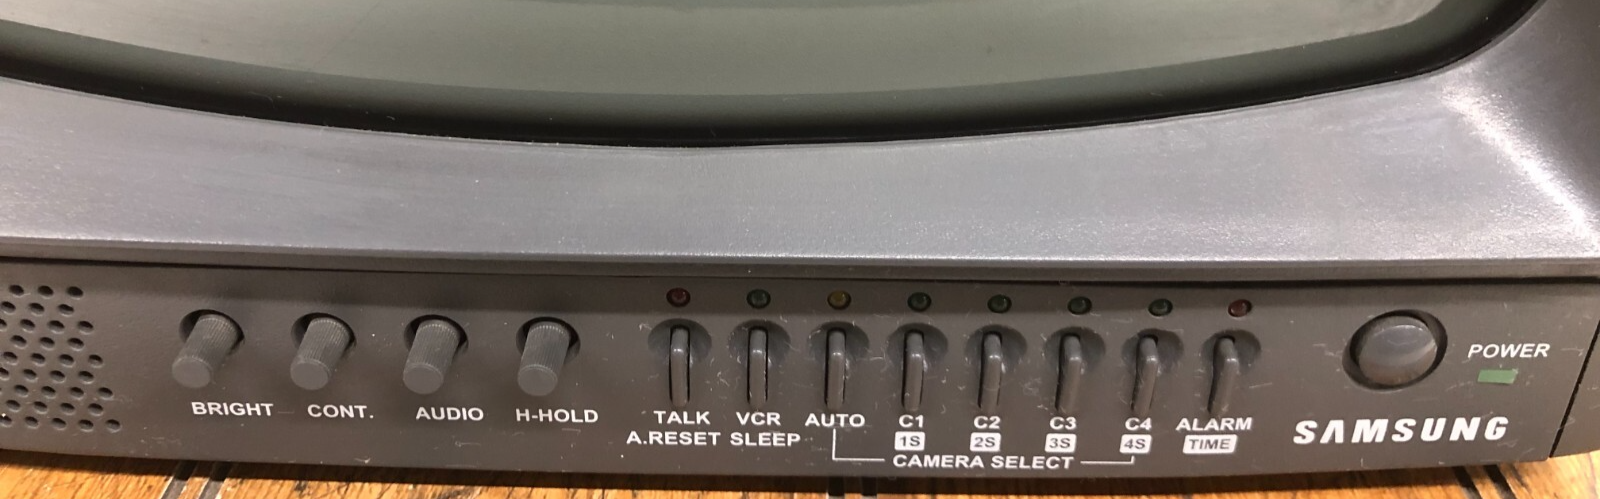 BRIGHT
CONT.
AUDIO
H-HOLD
TALK
A.RESET
VCR
SLEEP
AUTO
C1
1S
C2
2S
C3
3S
C4
4S
CAMERA SELECT
ALARM
TIME
POWER
SAMSUNG